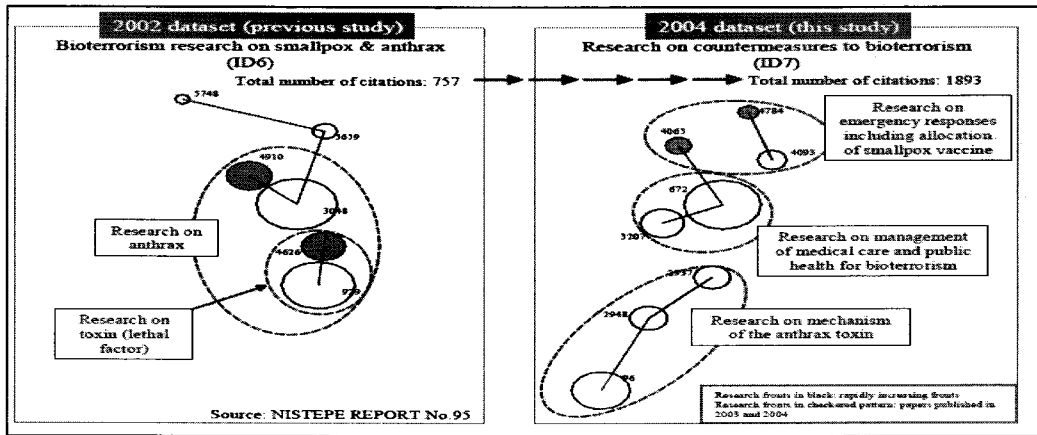 2002 dataset (previous study)
Bioterrorism research on smallpox & anthrax
(ID6)
Total number of citations: 757
5748
3639
4910
3048
4626
979
Research on
anthrax
Research on
toxin (lethal
factor)
Source: NISTEPE REPORT No.95
2004 dataset (this study)
Research on countermeasures to bioterrorism
(ID7)
Total number of citations: 1893
4784
4063
4093
Research on
emergency responses
including allocation
of smallpox vaccine
672
3207
Research on management
of medical care and public
health for bioterrorism
2948
Research on mechanism
of the anthrax toxin
96
Research fronts in black: rapidly increasing fronts
Research fronts in checkered pattern: papers published in
2003 and 2004